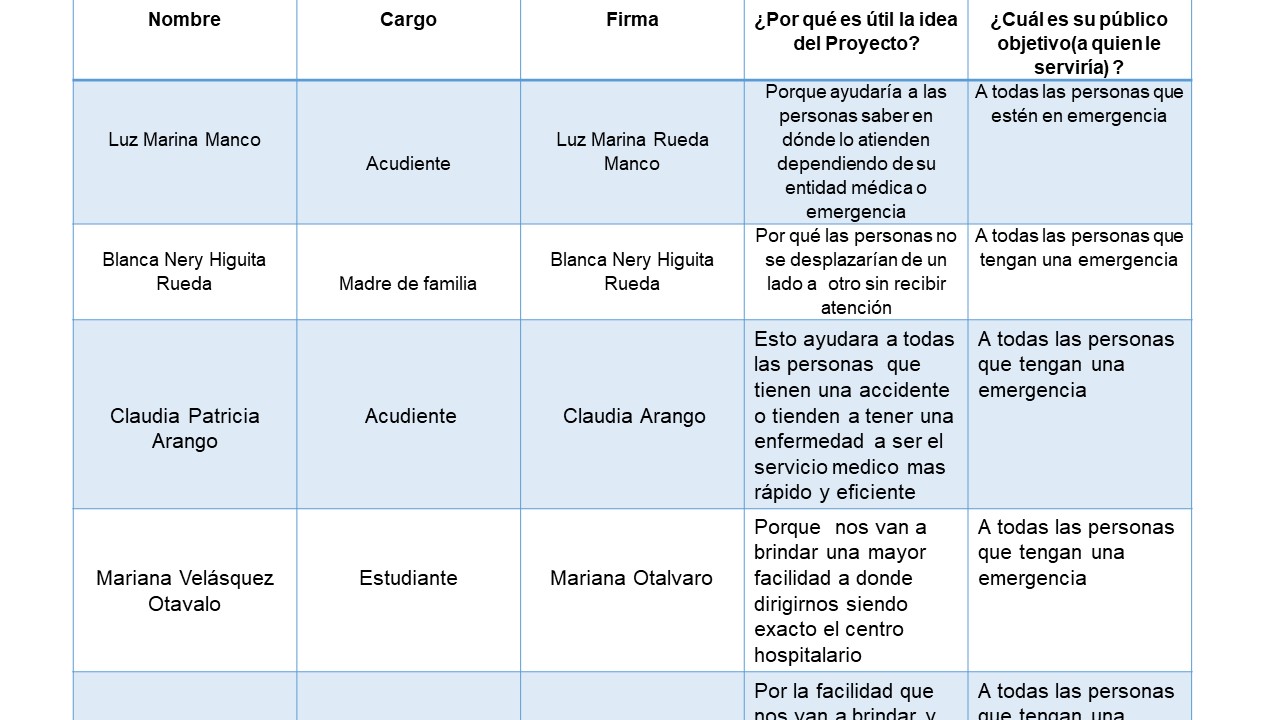 Nombre
Cargo
Firma
¿Por qué es útil la idea
del Proyecto?
¿Cuál es su público
objetivo(a quien le
serviría) ?
Luz Marina Manco
Acudiente
Luz Marina Rueda
Manco
Porque ayudaría a las
personas saber en
dónde lo atienden
dependiendo de su
entidad médica o
emergencia
A todas las personas que
estén en emergencia
Blanca Nery Higuita
Rueda
Madre de familia
Blanca Nery Higuita
Rueda
Por qué las personas no
se desplazarían de un
lado a otro sin recibir
atención
A todas las personas que
tengan una emergencia
Claudia Patricia
Arango
Acudiente
Claudia Arango
Esto ayudara a todas
las personas que
tienen una accidente
o tienden a tener una
enfermedad a ser el
servicio medico mas
rápido y eficiente
A todas las personas
que tengan una
emergencia
Mariana Velásquez
Otavalo
Estudiante
Mariana Otalvaro
Porque nos van a
brindar una mayor
facilidad a donde
dirigirnos siendo
exacto el centro
hospitalario
A todas las personas
que tengan una
emergencia
Por la facilidad que
nos van a brindar y
A todas las personas
que tengan una